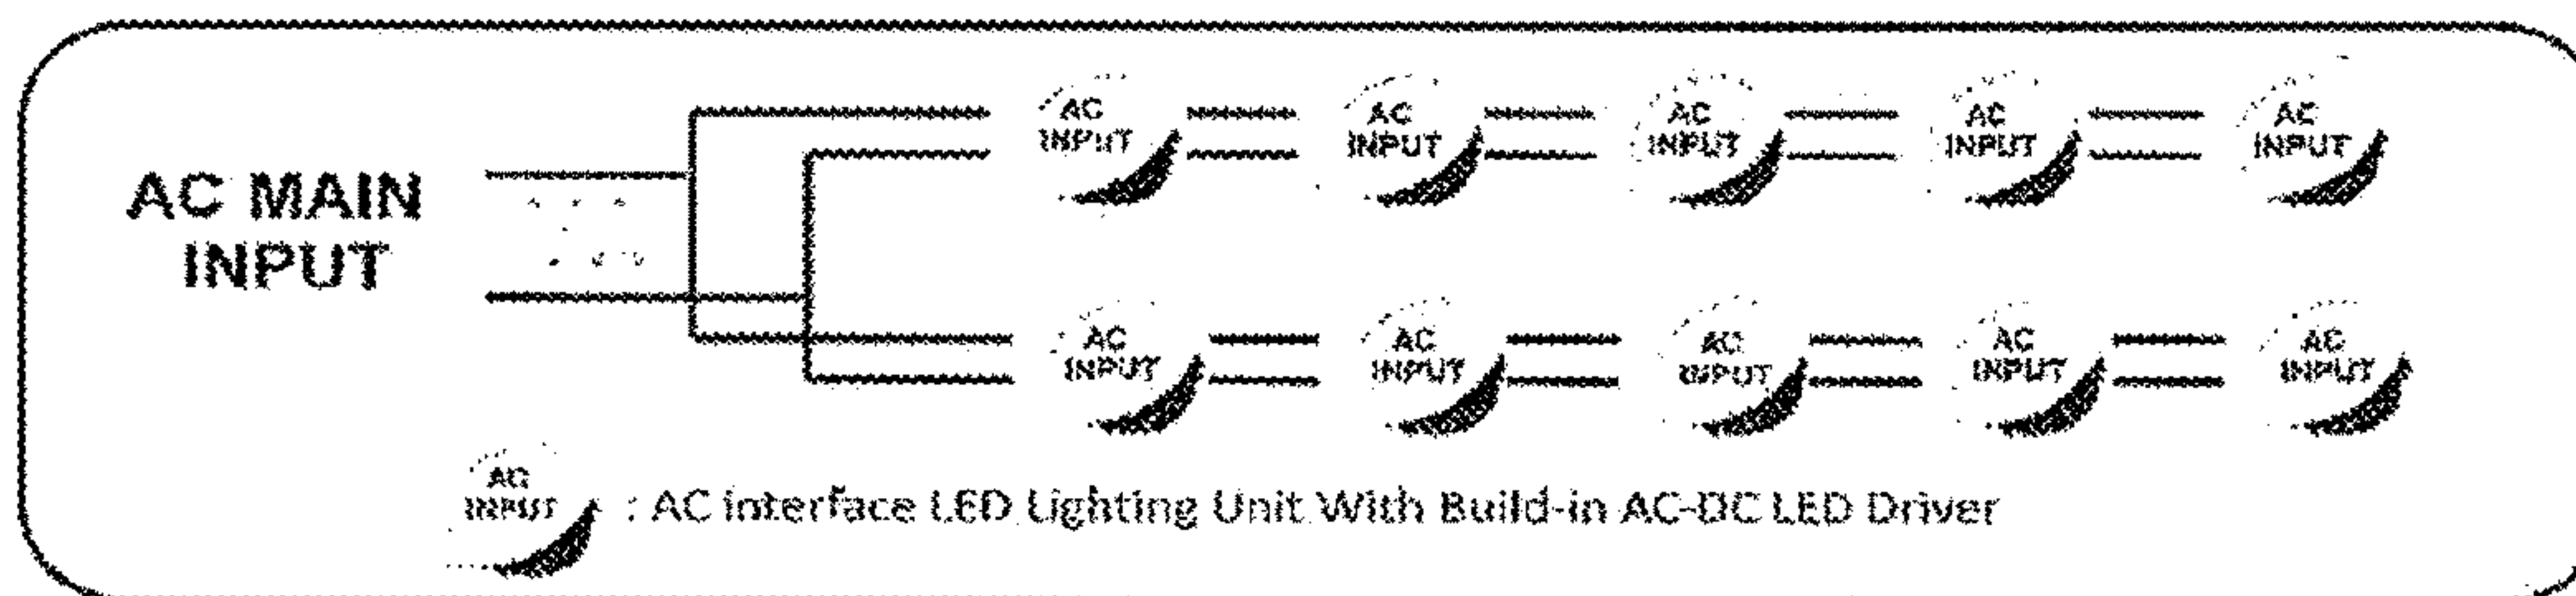 AC MAIN
INPUT
AC
INPUT
AC
INPUT
AC
INPUT
AC
INPUT
AC
INPUT
AC
INPUT
AC
INPUT
AC
INPUT
AC
INPUT
AC
INPUT
AC
INPUT
: AC interface LED Lighting Unit With Build-in AC-DC LED Driver